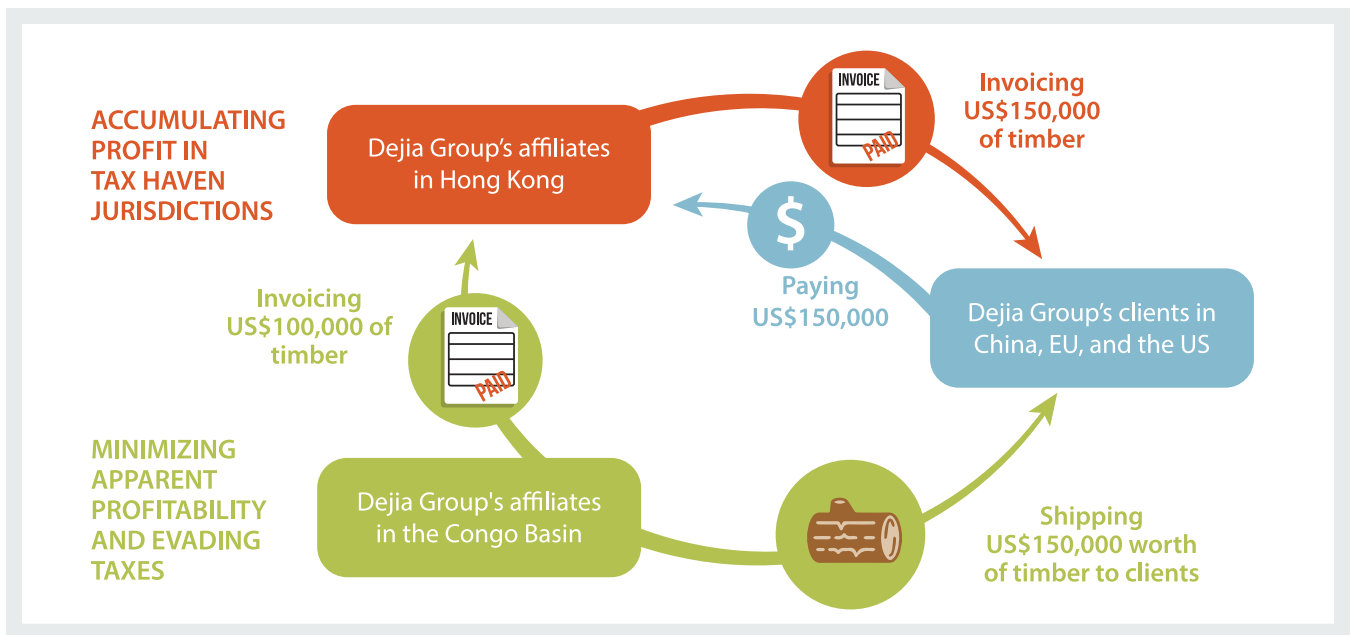 ACCUMULATING
PROFIT IN
TAX HAVEN
JURISDICTIONS
Dejia Group’s affiliates
in Hong Kong
INVOICE
PAID
Invoicing
US$150,000
of timber
$
Paying
US$150,000
Invoicing
US$100,000 of
timber
INVOICE
PAID
Dejia Group’s clients in
China, EU, and the US
MINIMIZING
APPARENT
PROFITABILITY
AND EVADING
TAXES
Dejia Group's affiliates
in the Congo Basin
Shipping
US$150,000 worth
of timber to clients